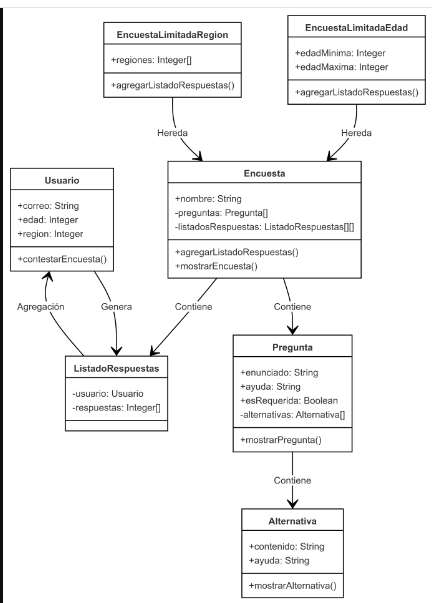 EncuestaLimitadaRegion
+regiones: Integer[]
+agregarListadoRespuestas()
EncuestaLimitadaEdad
+edadMinima: Integer
+edadMaxima: Integer
+agregarListadoRespuestas()
Hereda
Hereda
Usuario
+correo: String
+edad: Integer
+region: Integer
+contestarEncuesta()
Encuesta
+nombre: String
-preguntas: Pregunta[]
-listadosRespuestas: ListadoRespuestas[][]
+agregarListadoRespuestas()
+mostrarEncuesta()
Agregación
Genera
Contiene
Contiene
ListadoRespuestas
-usuario: Usuario
-respuestas: Integer[]
Pregunta
+enunciado: String
+ayuda: String
+esRequerida: Boolean
-alternativas: Alternativa[]
+mostrarPregunta()
Contiene
Alternativa
+contenido: String
+ayuda: String
+mostrarAlternativa()